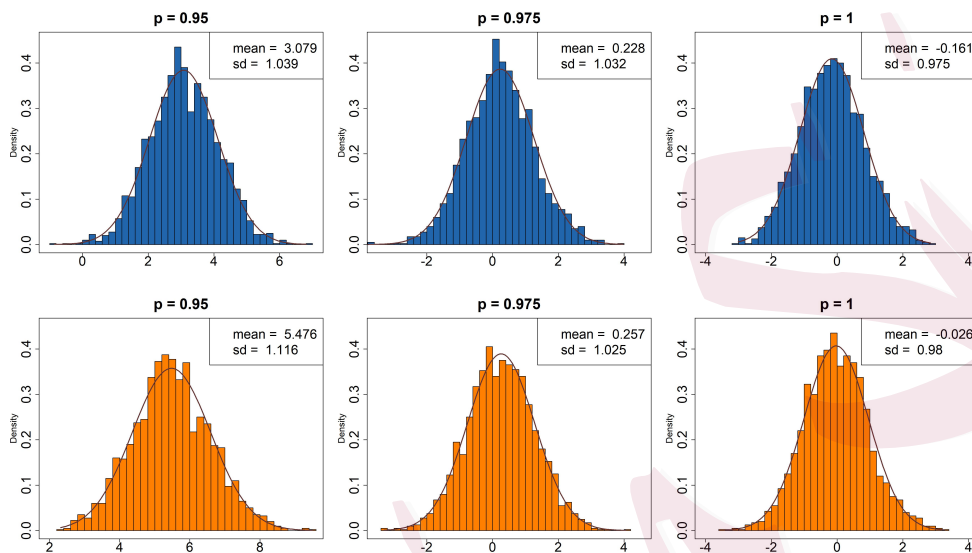 p = 0.95
mean = 3.079
sd = 1.039
Density
0.0 0.1 0.2 0.3 0.4
0 2 4 6
p = 0.975
mean = 0.228
sd = 1.032
Density
0.0 0.1 0.2 0.3 0.4
-2 0 2 4
p = 1
mean = -0.161
sd = 0.975
Density
0.0 0.1 0.2 0.3 0.4
-4 -2 0 2 4
p = 0.95
mean = 5.476
sd = 1.116
Density
0.0 0.1 0.2 0.3 0.4
2 4 6 8
p = 0.975
mean = 0.257
sd = 1.025
Density
0.0 0.1 0.2 0.3 0.4
-2 0 2 4
p = 1
mean = -0.026
sd = 0.98
Density
0.0 0.1 0.2 0.3 0.4
-4 -2 0 2 4